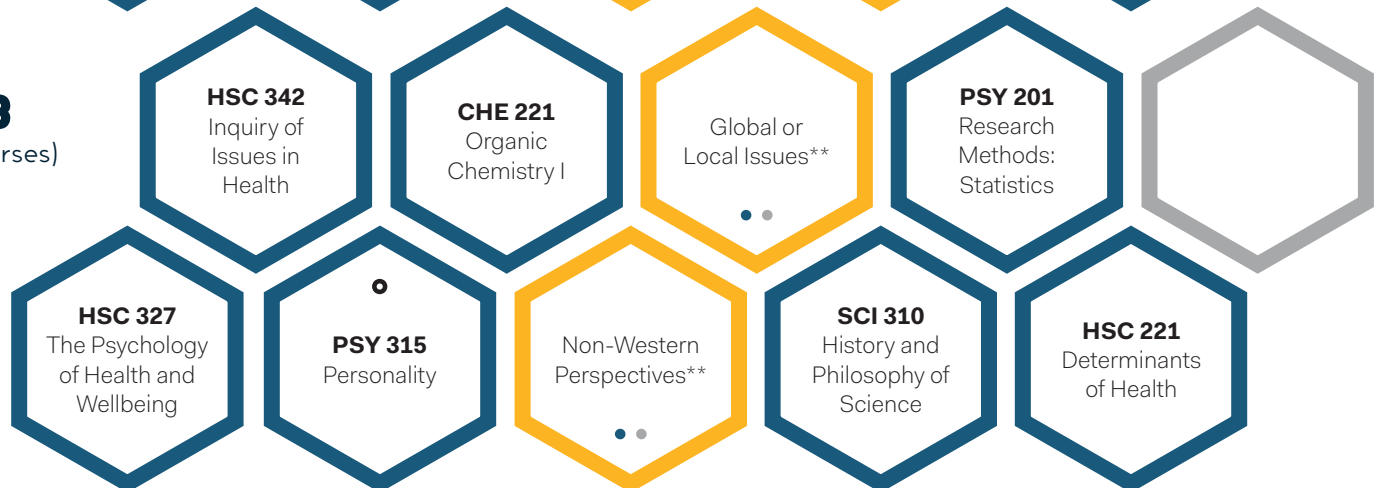 3
rses)
HSC 342
Inquiry of
Issues in
Health
CHE 221
Organic
Chemistry I
Global or
Local Issues**
PSY 201
Research
Methods:
Statistics
HSC 327
The Psychology
of Health and
Wellbeing
PSY 315
Personality
Non-Western
Perspectives**
SCI 310
History and
Philosophy of
Science
HSC 221
Determinants
of Health